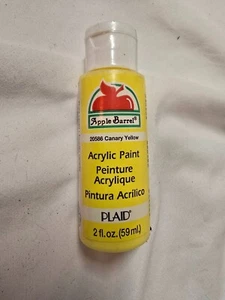 Apple Barrel®
20586 Canary Yellow
Acrylic Paint
Peinture
Acrylique
Pintura Acrílico
PLAID®
2 fl. oz. (59 ml.)